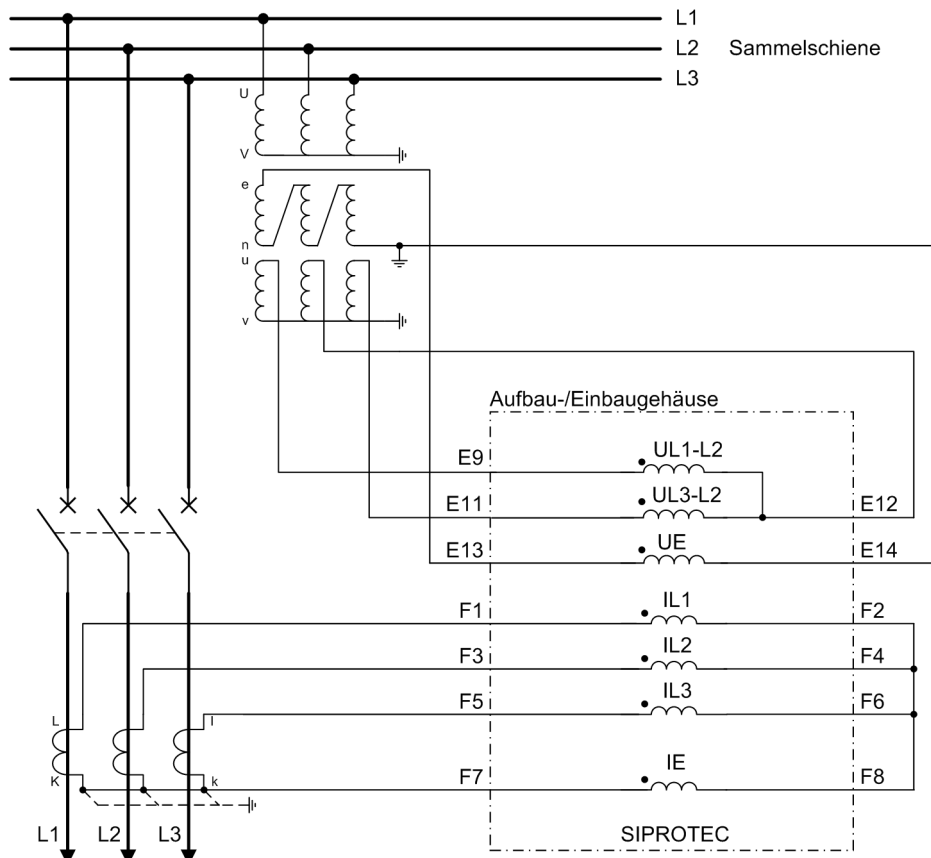 L1
L2 Sammelschiene
L3
U
V
e
n
u
v
Aufbau-/Einbaugehäuse
E9 UL1-L2
E11 UL3-L2 E12
E13 UE E14
F1 IL1 F2
F3 IL2 F4
F5 IL3 F6
L l
K k
F7 IE F8
L1 L2 L3 SIPROTEC